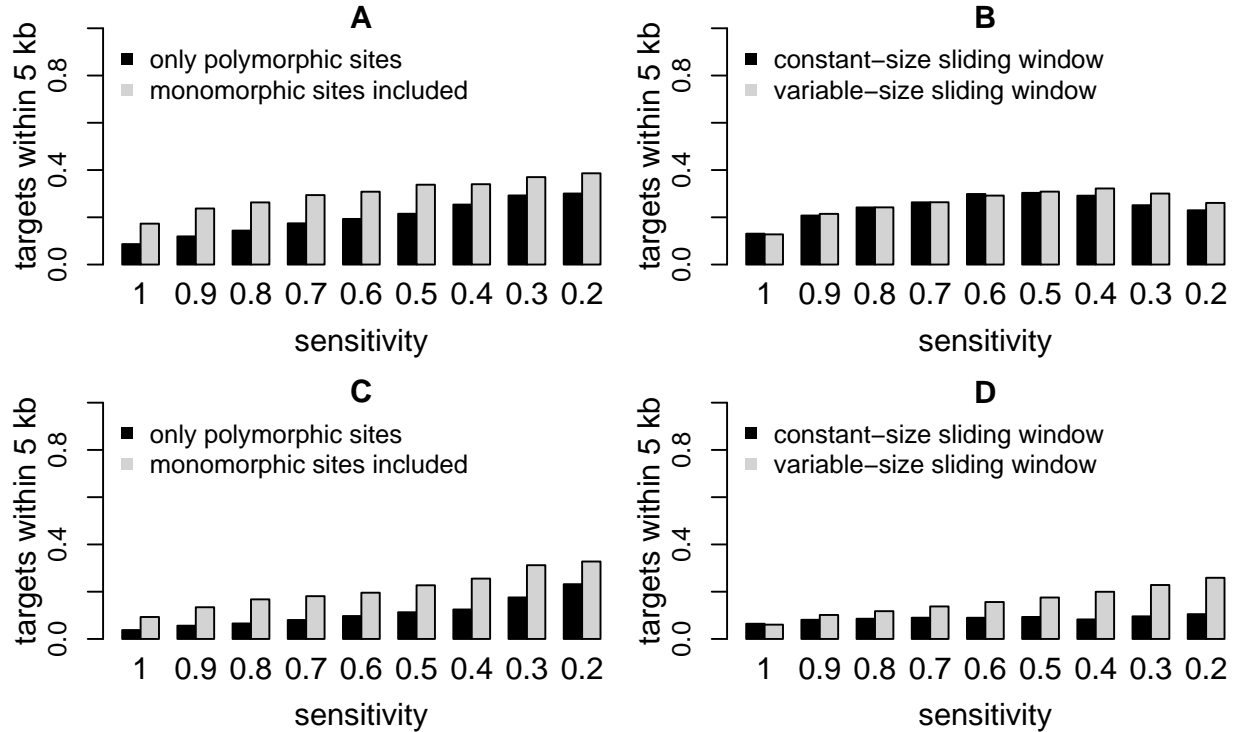 A
targets within 5 kb
0.0 0.4 0.8
only polymorphic sites
monomorphic sites included
1 0.9 0.8 0.7 0.6 0.5 0.4 0.3 0.2
sensitivity
B
targets within 5 kb
0.0 0.4 0.8
constant−size sliding window
variable−size sliding window
1 0.9 0.8 0.7 0.6 0.5 0.4 0.3 0.2
sensitivity
C
targets within 5 kb
0.0 0.4 0.8
only polymorphic sites
monomorphic sites included
1 0.9 0.8 0.7 0.6 0.5 0.4 0.3 0.2
sensitivity
D
targets within 5 kb
0.0 0.4 0.8
constant−size sliding window
variable−size sliding window
1 0.9 0.8 0.7 0.6 0.5 0.4 0.3 0.2
sensitivity